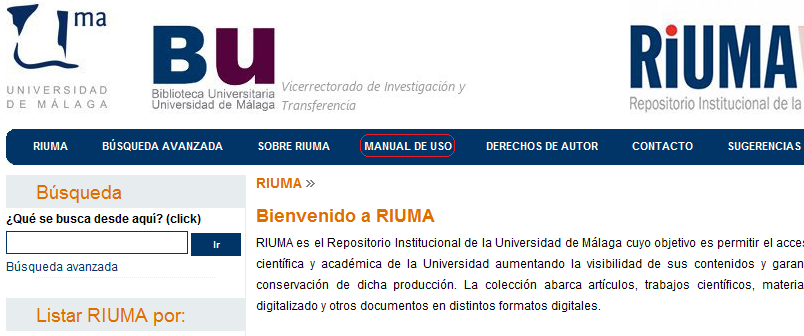 uma
UNIVERSIDAD
DE MÁLAGA
Bu
Biblioteca Universitaria
Universidad de Málaga
Vicerrectorado de Investigación y
Transferencia
RiUMA
Repositorio Institucional de la
RIUMA BÚSQUEDA AVANZADA SOBRE RIUMA MANUAL DE USO DERECHOS DE AUTOR CONTACTO SUGERENCIAS
Búsqueda
¿Qué se busca desde aquí? (click)
Ir
Búsqueda avanzada
Listar RIUMA por:
RIUMA »
Bienvenido a RIUMA
RIUMA es el Repositorio Institucional de la Universidad de Málaga cuyo objetivo es permitir el acces
científica y académica de la Universidad aumentando la visibilidad de sus contenidos y garan
conservación de dicha producción. La colección abarca artículos, trabajos científicos, materia
digitalizado y otros documentos en distintos formatos digitales.